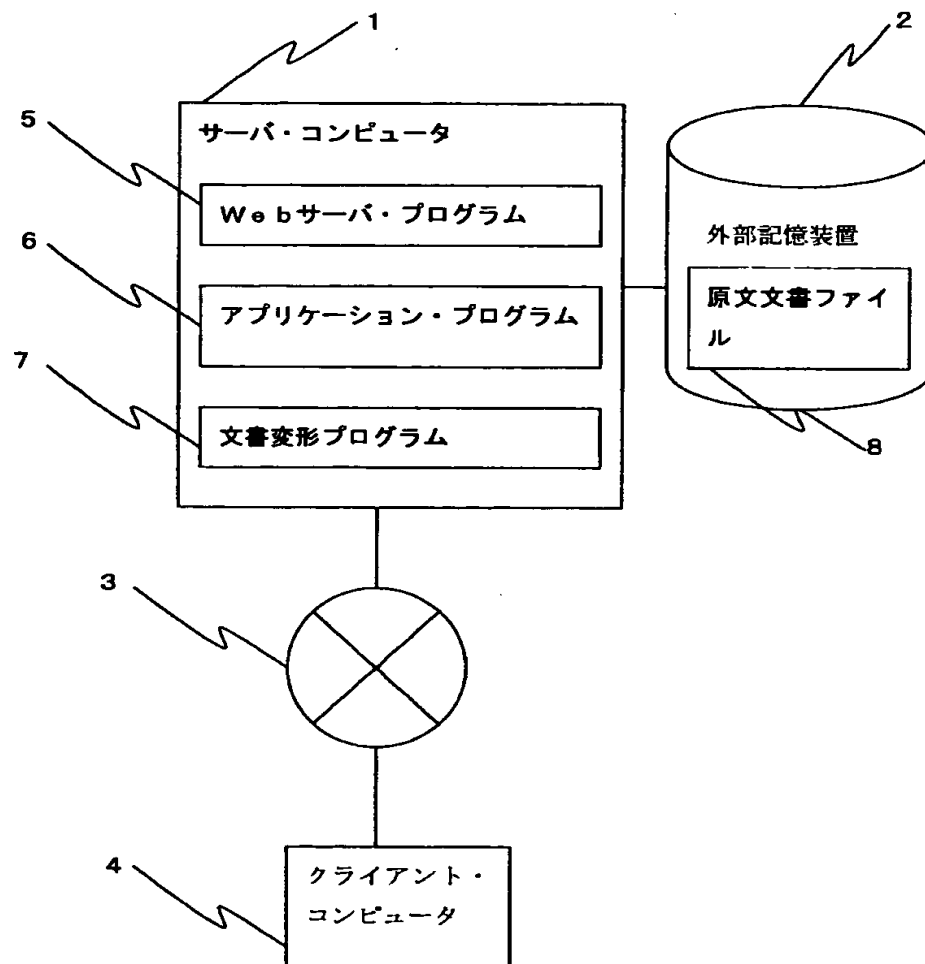 1
2
サーバ・コンピュータ
5
Ｗｅｂサーバ・プログラム
外部記憶装置
6
アプリケーション・プログラム
原文文書ファイ
ル
7
文書変形プログラム
8
3
4
クライアント・
コンピュータ